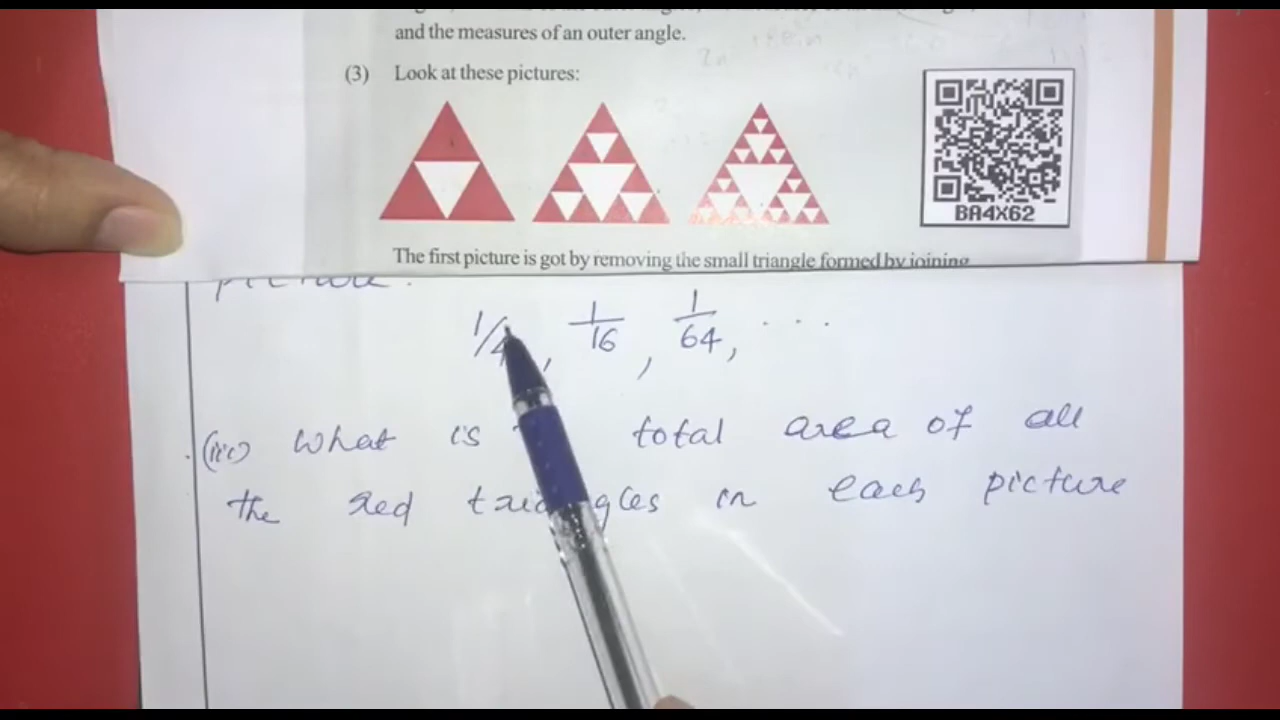 and the measures of an outer angle.
(3) Look at these pictures:
BA4X62
The first picture is got by removing the small triangle formed by joining
1/4, 1/16, 1/64, ...
(iii) What is total area of all
the red triangles in each picture